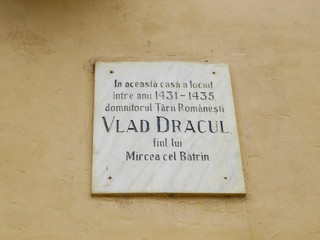 In această casă a locuit
între anii 1431-1435,
domnitorul Țării Românești
VLAD DRACUL,
fiul lui
Mircea cel Bătrîn